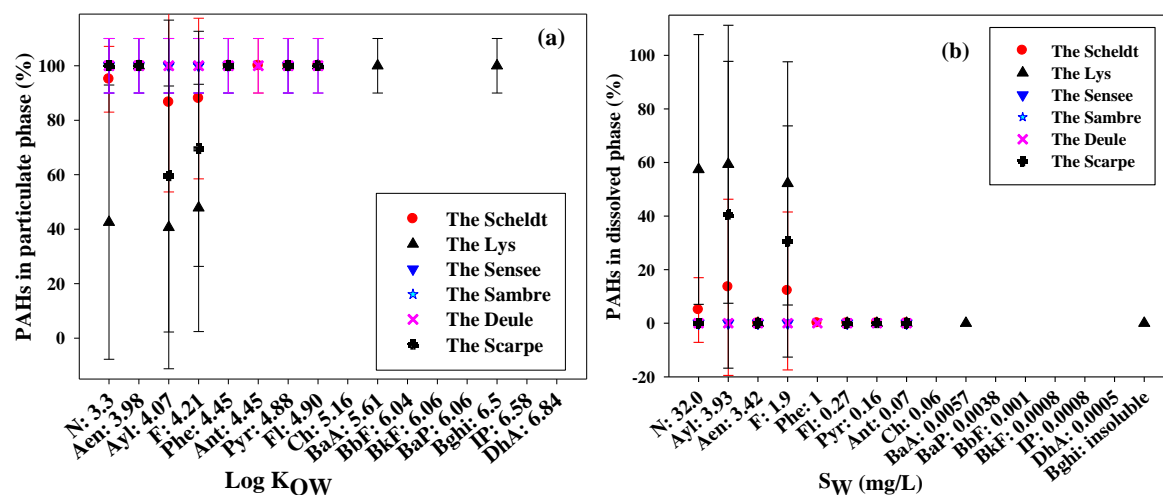 (a)
PAHs in particulate phase (%)
100
80
60
40
20
0
The Scheldt
The Lys
The Sensee
The Sambre
The Deule
The Scarpe
N: 3.3
Aen: 3.98
Ayl: 4.07
F: 4.21
Phe: 4.45
Ant: 4.45
Pyr: 4.88
Fl: 4.90
Ch: 5.16
BaA: 5.61
BbF: 6.04
BkF: 6.06
BaP: 6.06
Bghi: 6.5
IP: 6.58
DhA: 6.84
Log KOW
(b)
PAHs in dissolved phase (%)
100
80
60
40
20
0
-20
The Scheldt
The Lys
The Sensee
The Sambre
The Deule
The Scarpe
N: 32.0
Ayl: 3.93
Aen: 3.42
F: 1.9
Phe: 1
Fl: 0.27
Pyr: 0.16
Ant: 0.07
Ch: 0.06
BaA: 0.0057
BaP: 0.0038
BbF: 0.001
BkF: 0.0008
IP: 0.0008
DhA: 0.0005
Bghi: insoluble
SW (mg/L)